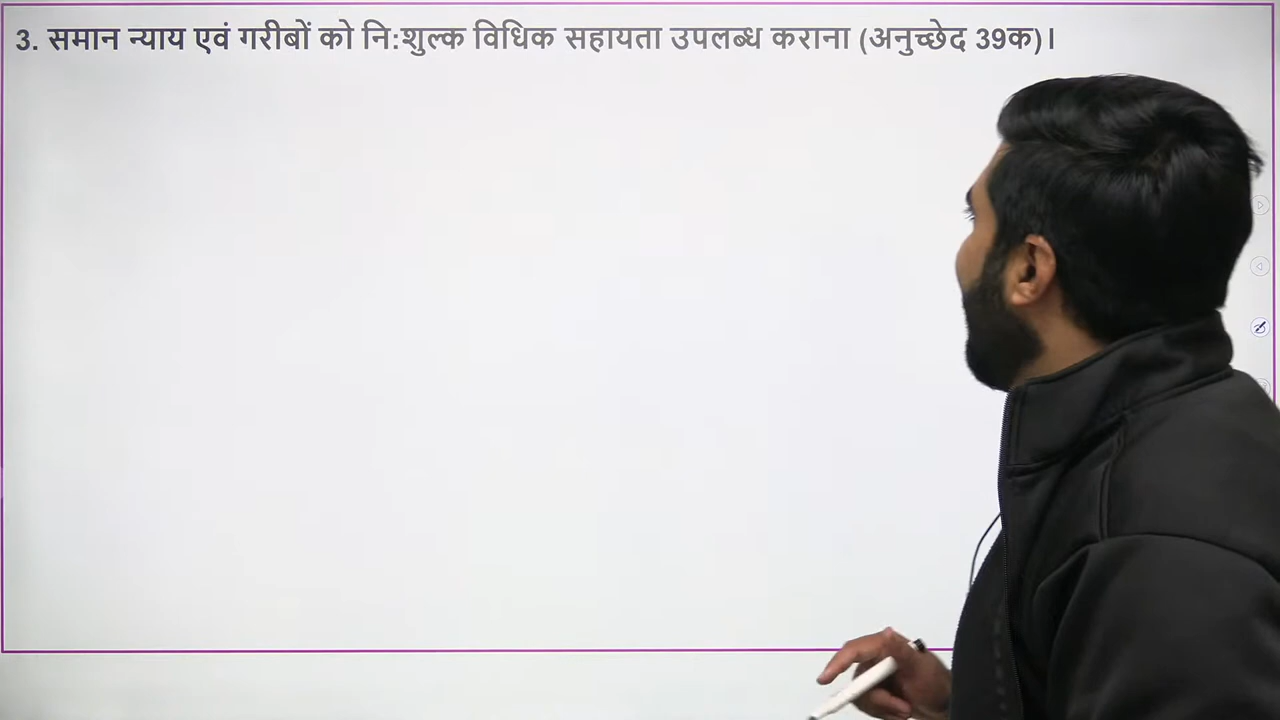 3. समान न्याय एवं गरीबों को नि:शुल्क विधिक सहायता उपलब्ध कराना (अनुच्छेद 39क)।